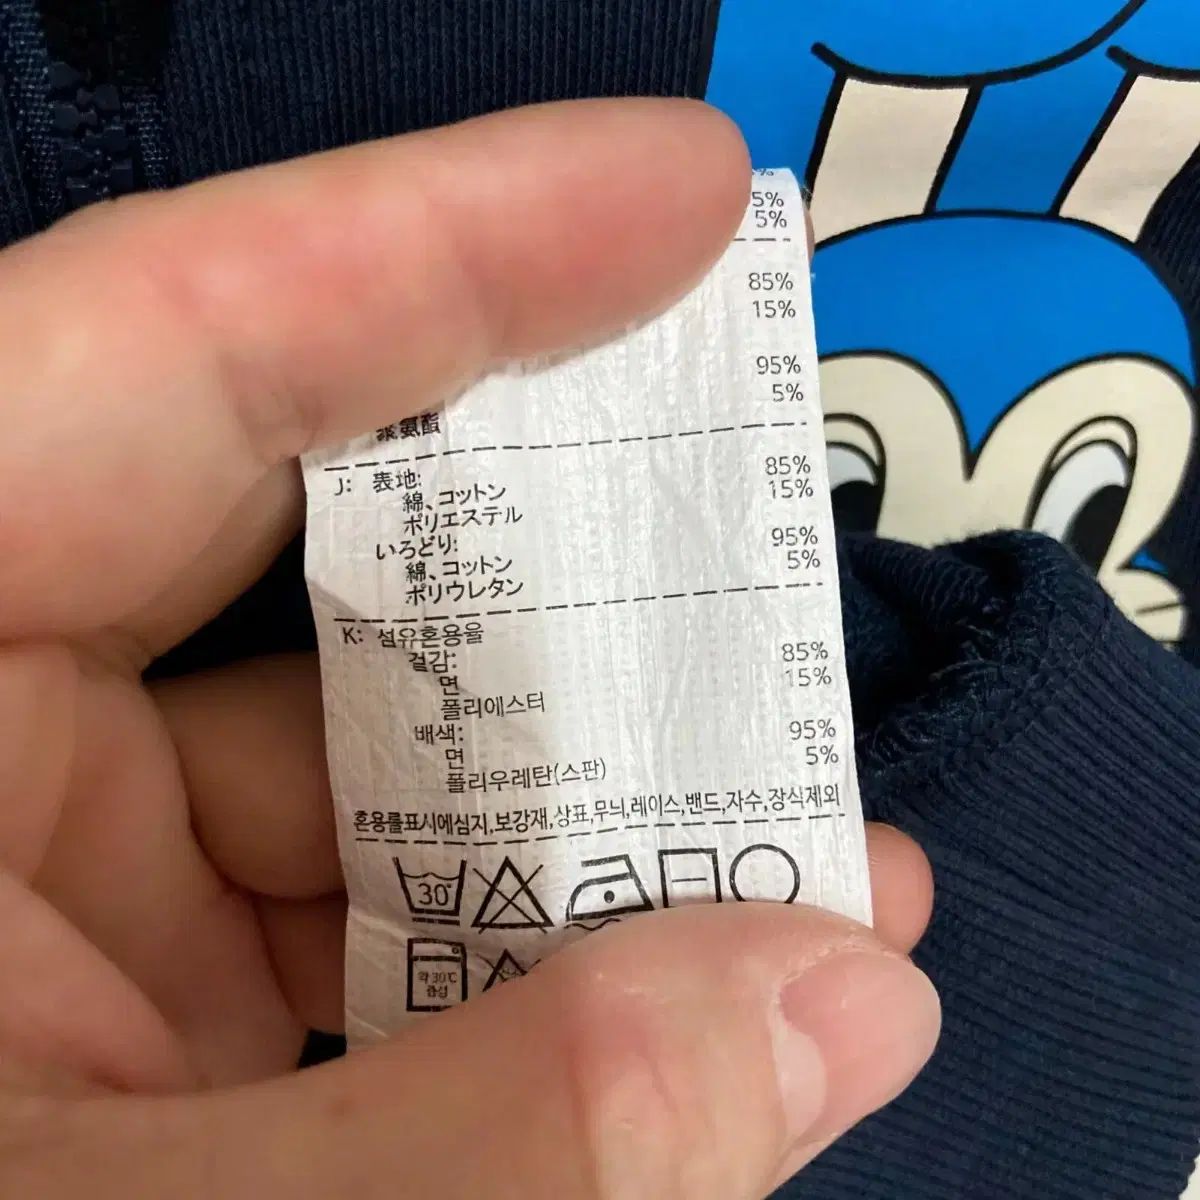 5%
5%
85%
15%
95%
5%
聚氨酯
J: 表地:
綿、コットン 85%
ポリエステル 15%
いろどり:
綿、コットン 95%
ポリウレタン 5%
K: 섬유혼용율
겉감:
면 85%
폴리에스터 15%
배색:
면 95%
폴리우레탄(스판) 5%
혼용률표시에심지,보강재,상표,무늬,레이스,밴드,자수,장식제외
30°
약 30℃
중성